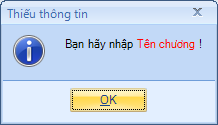 Thiếu thông tin
Bạn hãy nhập Tên chương !
OK